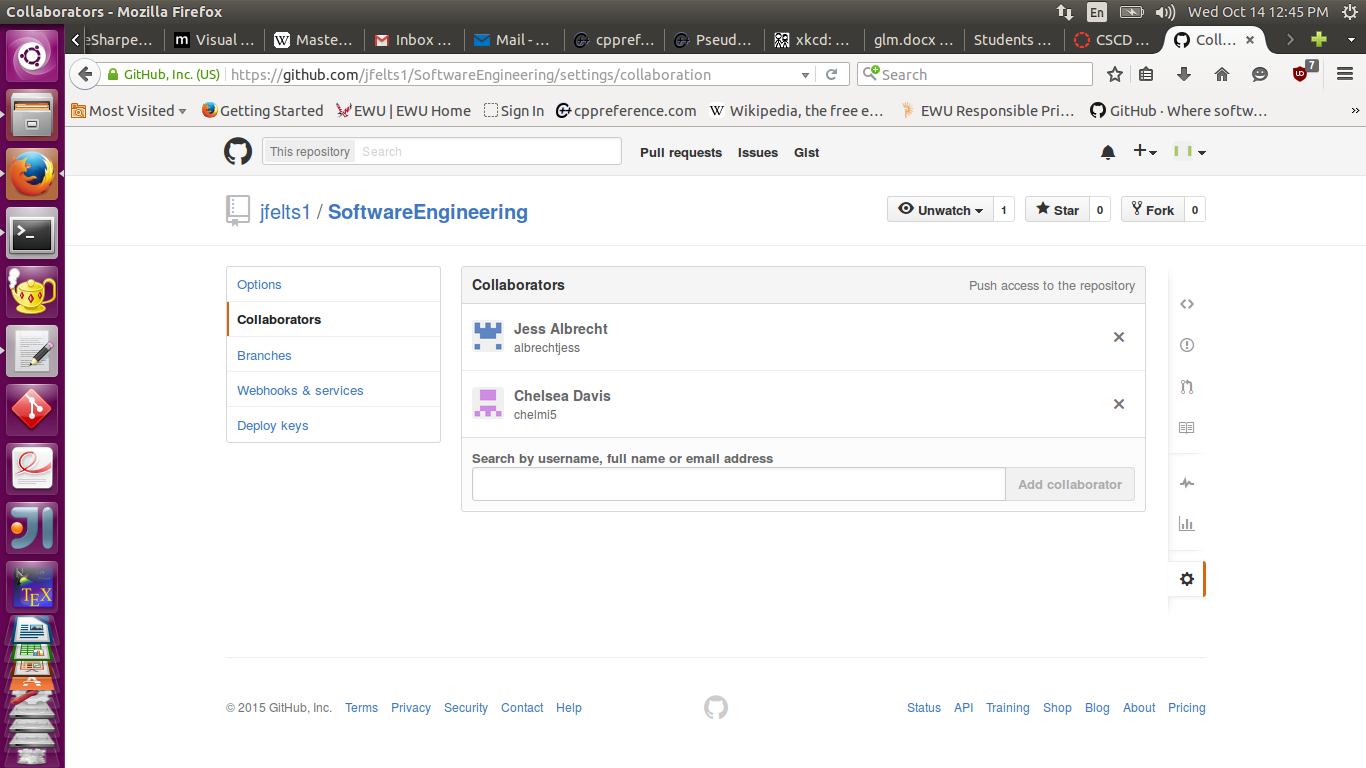 Collaborators - Mozilla Firefox
En
Wed Oct 14 12:45 PM
eSharpe...
Visual ...
Maste...
Inbox ...
Mail - ...
cppref...
Pseud...
xkcd: ...
glm.docx ...
Students ...
CSCD ...
Coll...
GitHub, Inc. (US)
https://github.com/jfelts1/SoftwareEngineering/settings/collaboration
Search
7
Most Visited
Getting Started
EWU | EWU Home
Sign In
cppreference.com
Wikipedia, the free e...
EWU Responsible Pri...
GitHub · Where softw...
»
This repository
Search
Pull requests
Issues
Gist
jfelts1 / SoftwareEngineering
Unwatch 1
Star 0
Fork 0
Options
Collaborators
Branches
Webhooks & services
Deploy keys
Collaborators
Push access to the repository
Jess Albrecht
albrechtjess
Chelsea Davis
chelmi5
Search by username, full name or email address
Add collaborator
TEX
© 2015 GitHub, Inc.
Terms
Privacy
Security
Contact
Help
Status
API
Training
Shop
Blog
About
Pricing